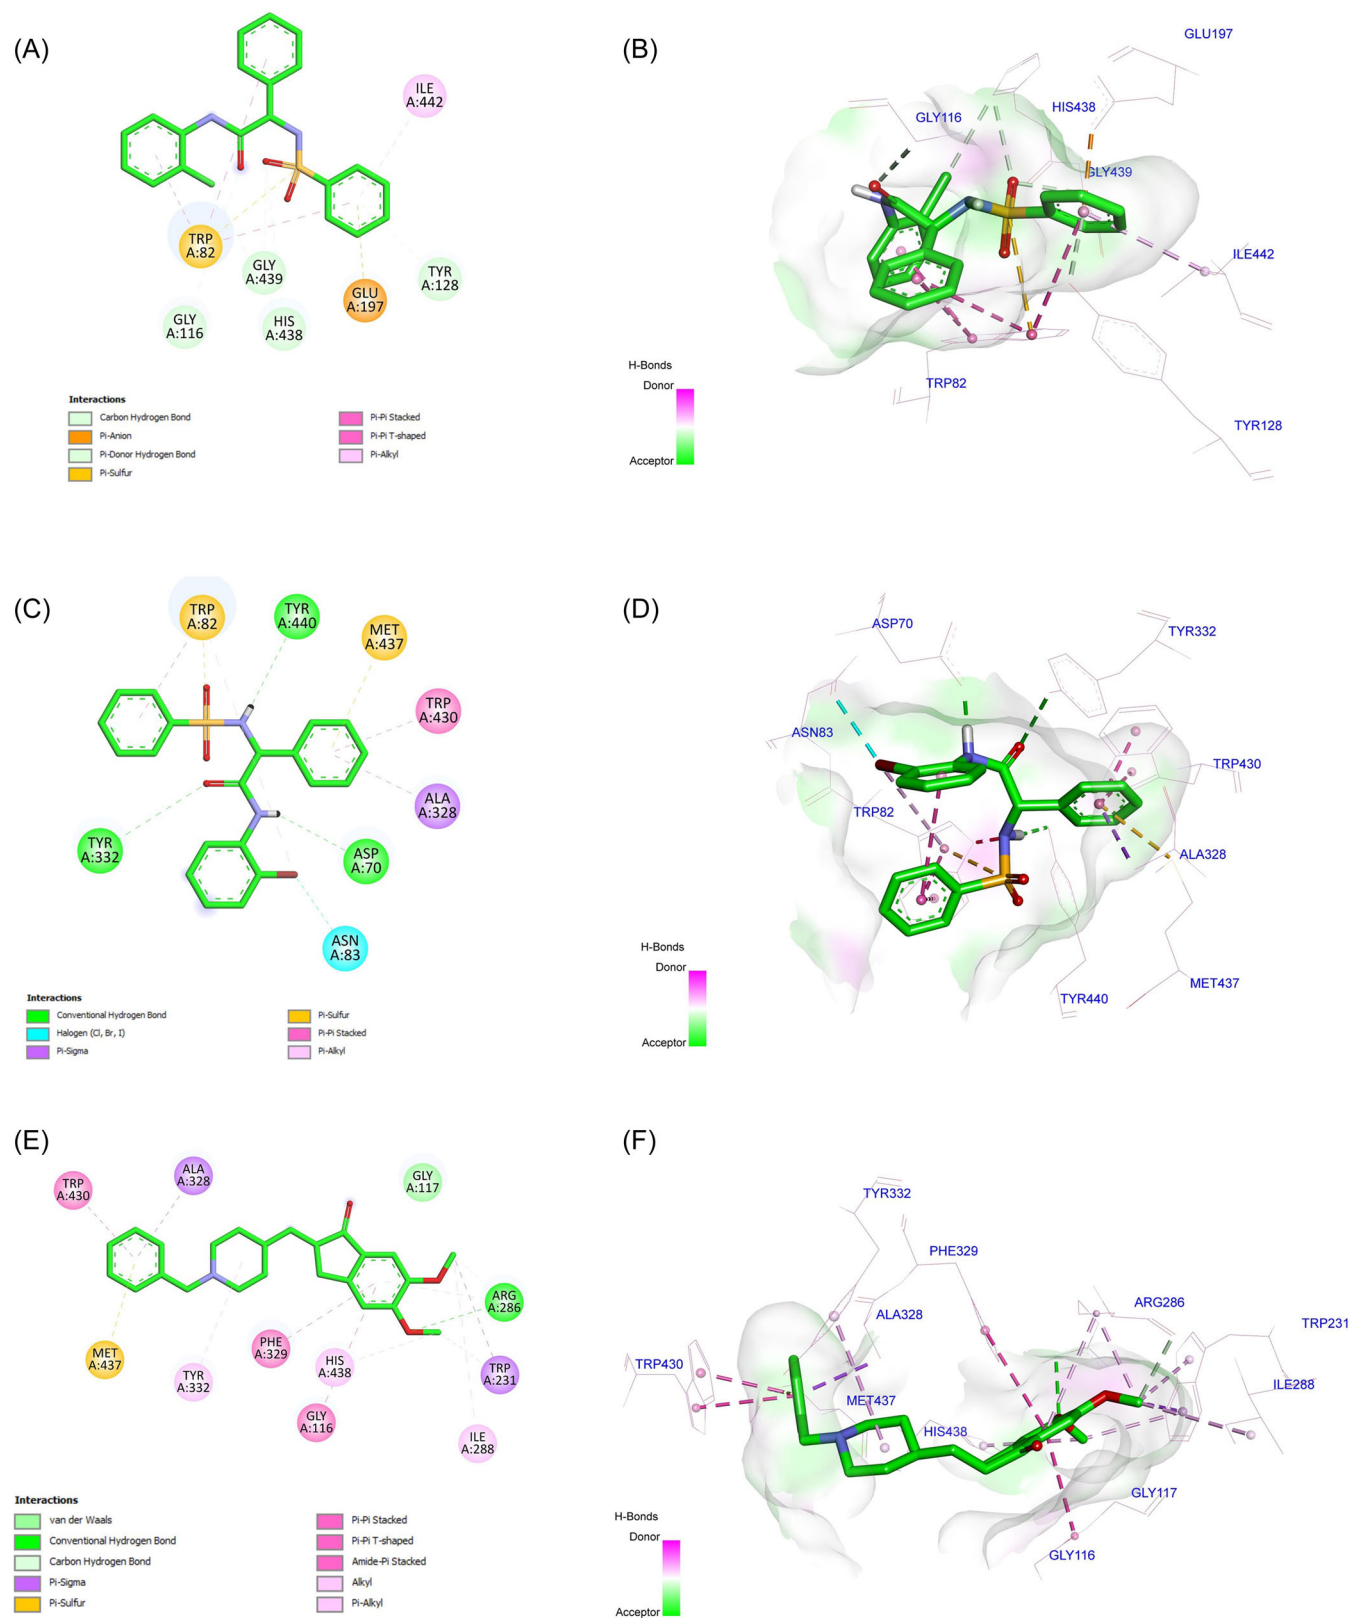 (A)
ILE
A:442
TRP
A:82
GLY
A:439
GLU
A:197
TYR
A:128
GLY
A:116
HIS
A:438
Interactions
Carbon Hydrogen Bond
Pi-Anion
Pi-Donor Hydrogen Bond
Pi-Sulfur
Pi-Pi Stacked
Pi-Pi T-shaped
Pi-Alkyl
(B)
GLU197
HIS438
GLY116
GLY439
ILE442
TRP82
TYR128
H-Bonds
Donor
Acceptor
(C)
TRP
A:82
TYR
A:440
MET
A:437
TRP
A:430
ALA
A:328
TYR
A:332
ASP
A:70
ASN
A:83
Interactions
Conventional Hydrogen Bond
Halogen (Cl, Br, I)
Pi-Sigma
Pi-Sulfur
Pi-Pi Stacked
Pi-Alkyl
(D)
ASP70
TYR332
ASN83
TRP430
TRP82
ALA328
MET437
TYR440
H-Bonds
Donor
Acceptor
(E)
TRP
A:430
ALA
A:328
GLY
A:117
ARG
A:286
MET
A:437
TYR
A:332
PHE
A:329
HIS
A:438
TRP
A:231
GLY
A:116
ILE
A:288
Interactions
van der Waals
Conventional Hydrogen Bond
Carbon Hydrogen Bond
Pi-Sigma
Pi-Sulfur
Pi-Pi Stacked
Pi-Pi T-shaped
Amide-Pi Stacked
Alkyl
Pi-Alkyl
(F)
TYR332
PHE329
ARG286
ALA328
TRP231
TRP430
ILE288
MET437
HIS438
GLY117
GLY116
H-Bonds
Donor
Acceptor